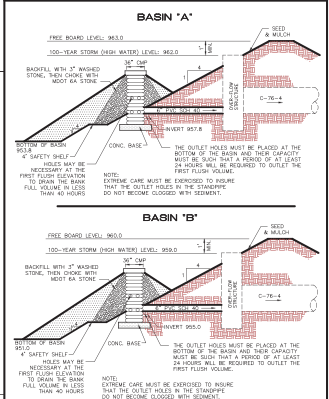 BASIN "A"
SEED
& MULCH
FREE BOARD LEVEL: 963.0
100-YEAR STORM (HIGH WATER) LEVEL: 962.0
1'
MIN.
36" CMP
BACKFILL WITH 3" WASHED
STONE, THEN CHOKE WITH
MDOT 6A STONE
4
1
OVER-FLOW
STRUCTURE
C-76-4
6" PVC SCH 40
INVERT 957.8
BOTTOM OF BASIN
953.8
4' SAFETY SHELF
CONC. BASE
HOLES MAY BE
NECESSARY AT THE
FIRST FLUSH ELEVATION
TO DRAIN THE BANK
FULL VOLUME IN LESS
THAN 40 HOURS
THE OUTLET HOLES MUST BE PLACED AT THE
BOTTOM OF THE BASIN AND THEIR CAPACITY
MUST BE SUCH THAT A PERIOD OF AT LEAST
24 HOURS WILL BE REQUIRED TO OUTLET THE
FIRST FLUSH VOLUME.
NOTE:
EXTREME CARE MUST BE EXERCISED TO INSURE
THAT THE OUTLET HOLES IN THE STANDPIPE
DO NOT BECOME CLOGGED WITH SEDIMENT.
BASIN "B"
SEED
& MULCH
FREE BOARD LEVEL: 960.0
100-YEAR STORM (HIGH WATER) LEVEL: 959.0
1'
MIN.
36" CMP
BACKFILL WITH 3" WASHED
STONE, THEN CHOKE WITH
MDOT 6A STONE
4
1
OVER-FLOW
STRUCTURE
C-76-4
6" PVC SCH 40
INVERT 955.0
BOTTOM OF BASIN
951.0
4' SAFETY SHELF
CONC. BASE
HOLES MAY BE
NECESSARY AT THE
FIRST FLUSH ELEVATION
TO DRAIN THE BANK
FULL VOLUME IN LESS
THAN 40 HOURS
THE OUTLET HOLES MUST BE PLACED AT THE
BOTTOM OF THE BASIN AND THEIR CAPACITY
MUST BE SUCH THAT A PERIOD OF AT LEAST
24 HOURS WILL BE REQUIRED TO OUTLET THE
FIRST FLUSH VOLUME.
NOTE:
EXTREME CARE MUST BE EXERCISED TO INSURE
THAT THE OUTLET HOLES IN THE STANDPIPE
DO NOT BECOME CLOGGED WITH SEDIMENT.